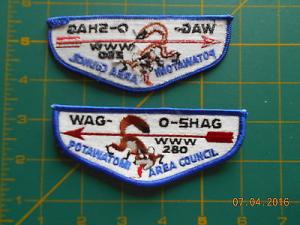 WAG- O-SHAG
WWW
280
POTAWATOMI AREA COUNCIL
WAG- O-SHAG
WWW
280
POTAWATOMI AREA COUNCIL
07.04.2016